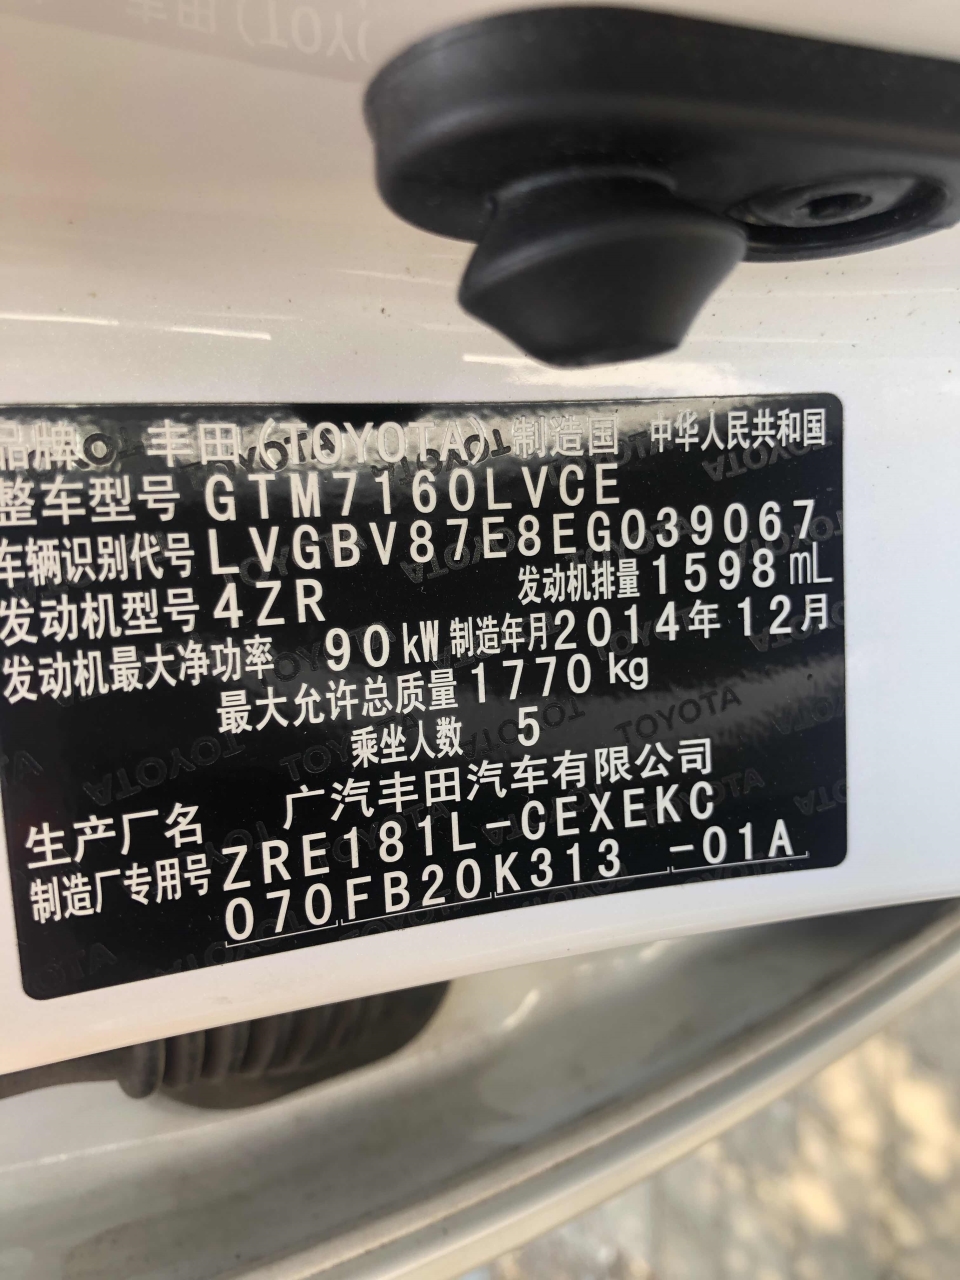 品牌 丰田(TOYOTA) 制造国 中华人民共和国
整车型号 GTM7160LVCE
车辆识别代号 LVGBV87E8EG039067
发动机型号 4ZR 发动机排量 1598 mL
发动机最大净功率 90 kW 制造年月 2014年 12月
最大允许总质量 1770 kg
乘坐人数 5
生产厂名 广汽丰田汽车有限公司
制造厂专用号 ZRE181L-CEXEKC
070FB20K313 -01A